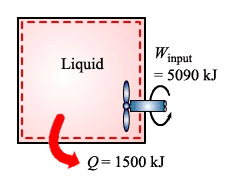 Liquid
W input
= 5090 kJ
Q = 1500 kJ